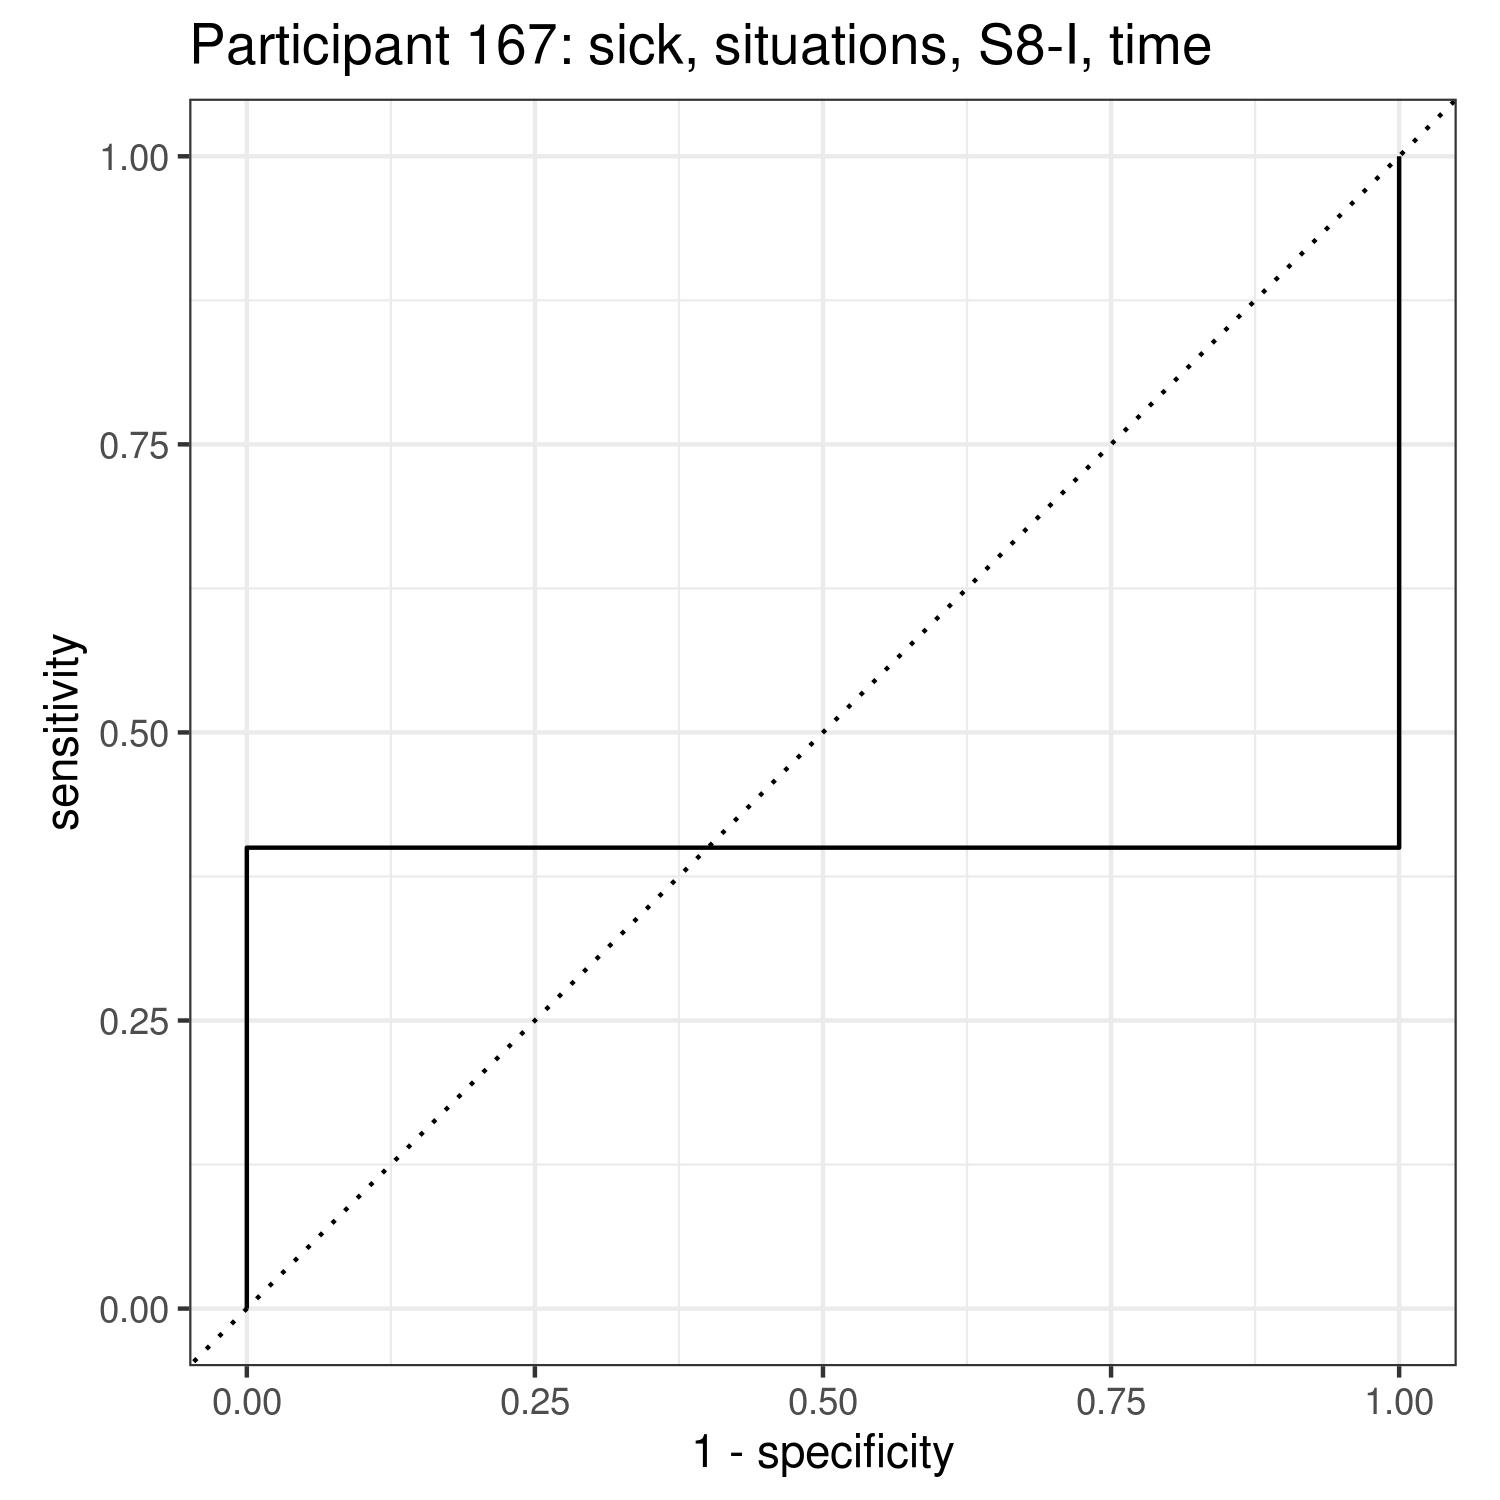 Participant 167: sick, situations, S8-I, time
1.00
0.75
0.50
0.25
0.00
sensitivity
0.00 0.25 0.50 0.75 1.00
1 - specificity